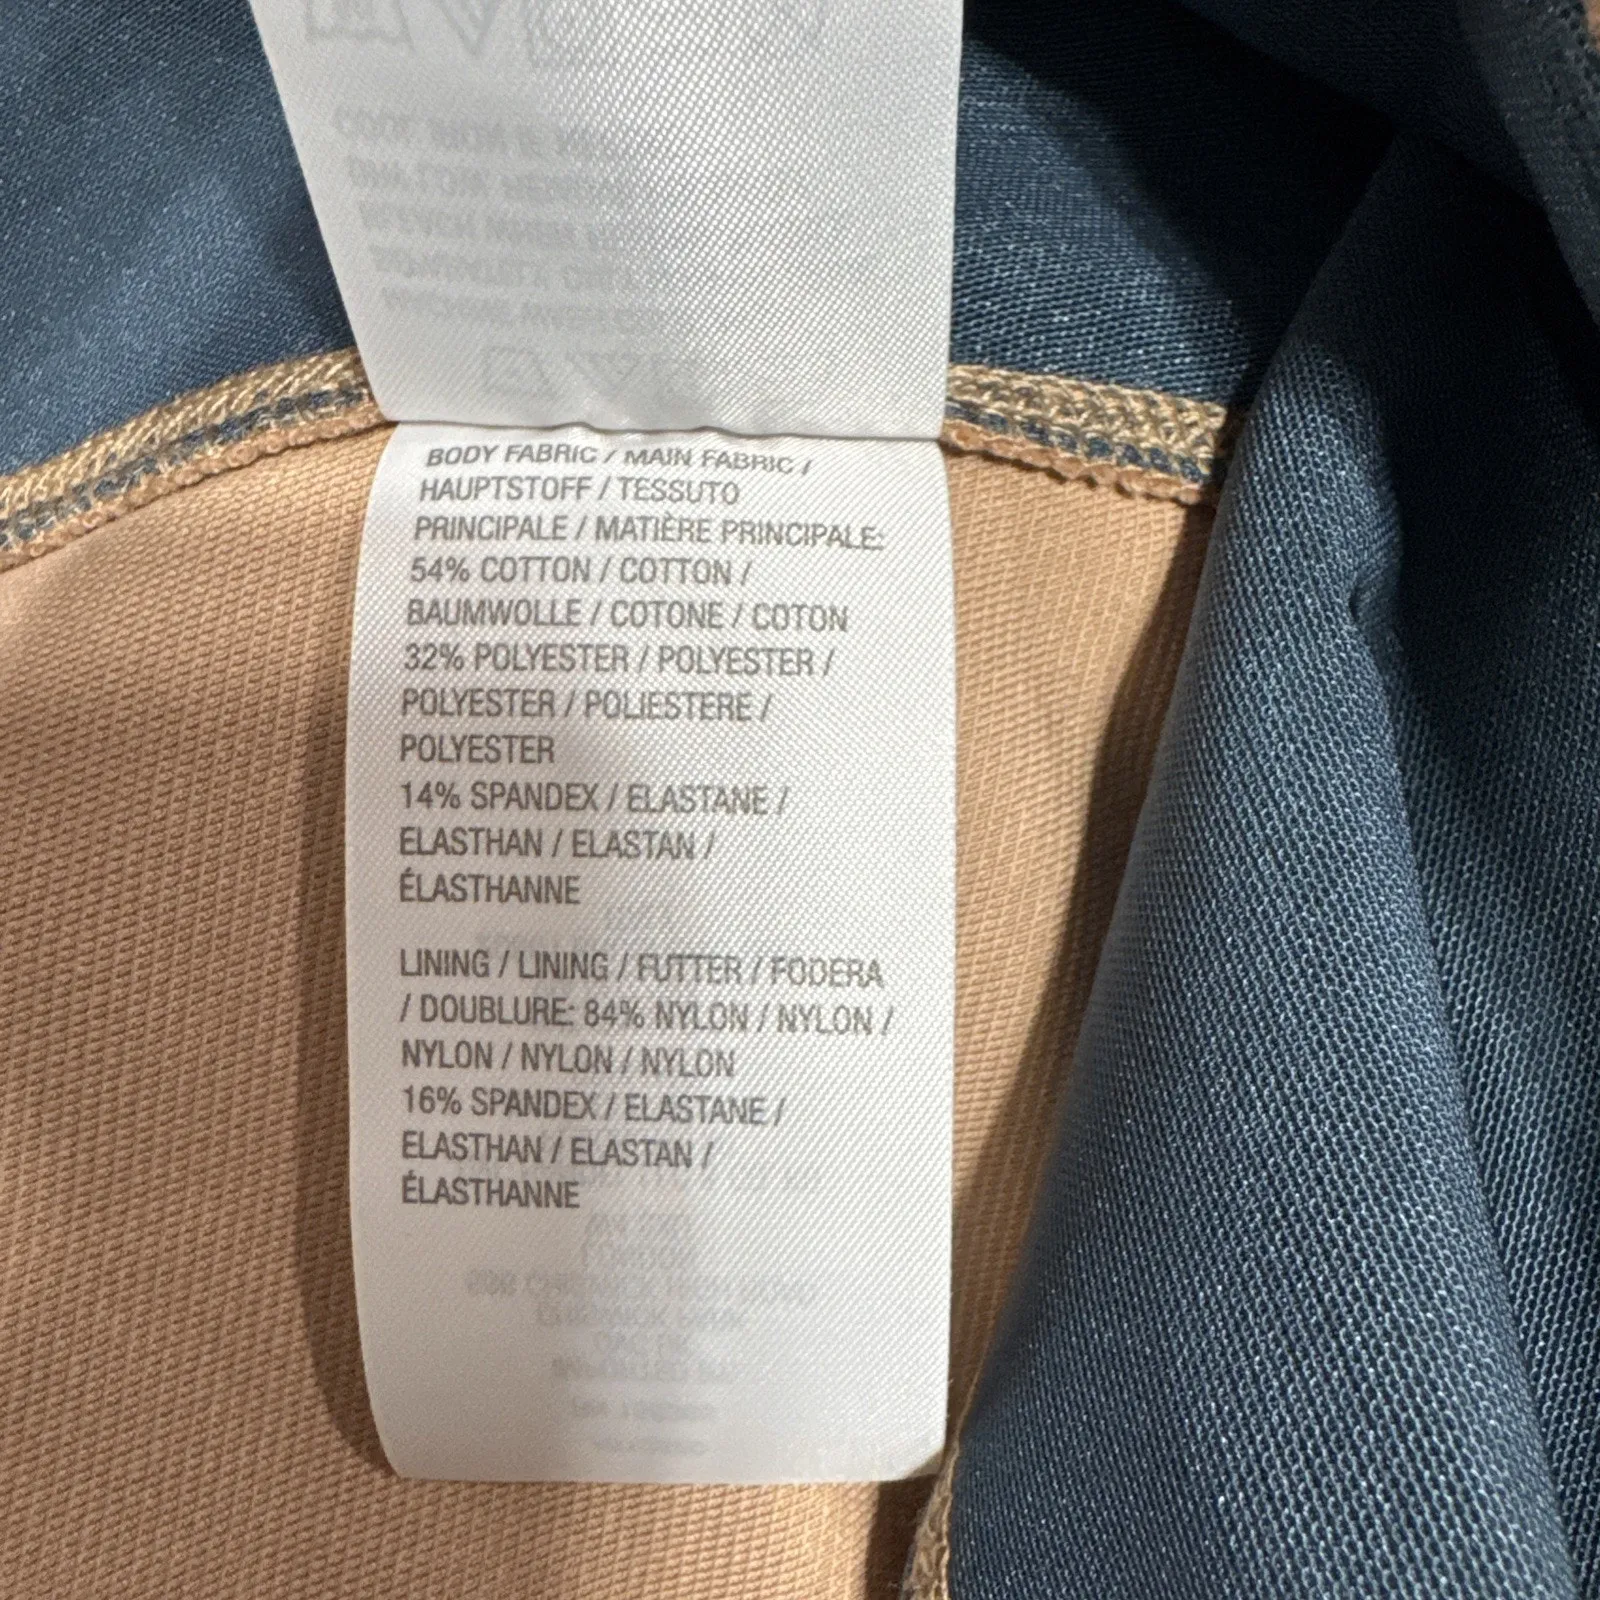 BODY FABRIC / MAIN FABRIC /
HAUPTSTOFF / TESSUTO
PRINCIPALE / MATIÈRE PRINCIPALE:
54% COTTON / COTTON /
BAUMWOLLE / COTONE / COTON
32% POLYESTER / POLYESTER /
POLYESTER / POLIESTERE /
POLYESTER
14% SPANDEX / ELASTANE /
ELASTHAN / ELASTAN /
ÉLASTHANNE
LINING / LINING / FUTTER / FODERA
/ DOUBLURE: 84% NYLON / NYLON /
NYLON / NYLON / NYLON
16% SPANDEX / ELASTANE /
ELASTHAN / ELASTAN /
ÉLASTHANNE